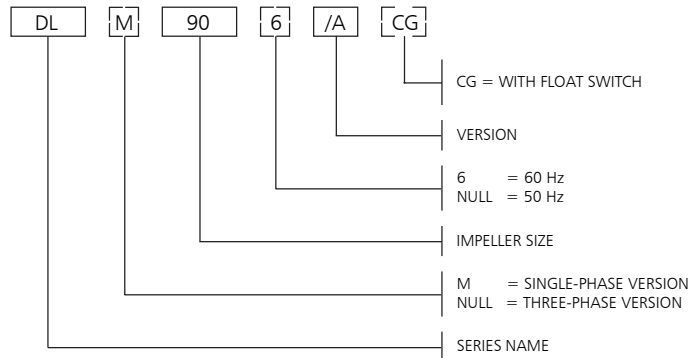 DL M 90 6 /A CG
CG = WITH FLOAT SWITCH
VERSION
6 = 60 Hz
NULL = 50 Hz
IMPELLER SIZE
M = SINGLE-PHASE VERSION
NULL = THREE-PHASE VERSION
SERIES NAME